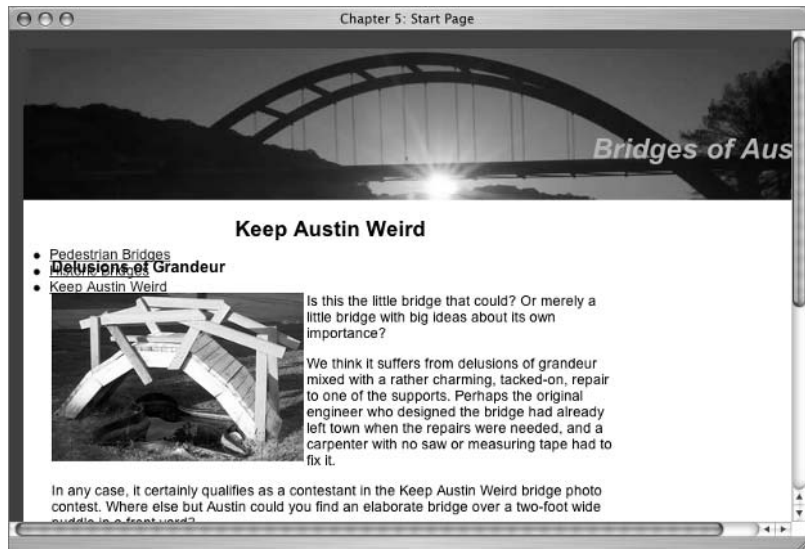 Chapter 5: Start Page
Bridges of Aus
Keep Austin Weird
Pedestrian Bridges
Historic Bridges
Keep Austin Weird
Delusions of Grandeur
Is this the little bridge that could? Or merely a
little bridge with big ideas about its own
importance?
We think it suffers from delusions of grandeur
mixed with a rather charming, tacked-on, repair
to one of the supports. Perhaps the original
engineer who designed the bridge had already
left town when the repairs were needed, and a
carpenter with no saw or measuring tape had to
fix it.
In any case, it certainly qualifies as a contestant in the Keep Austin Weird bridge photo
contest. Where else but Austin could you find an elaborate bridge over a two-foot wide
puddle in a front yard?